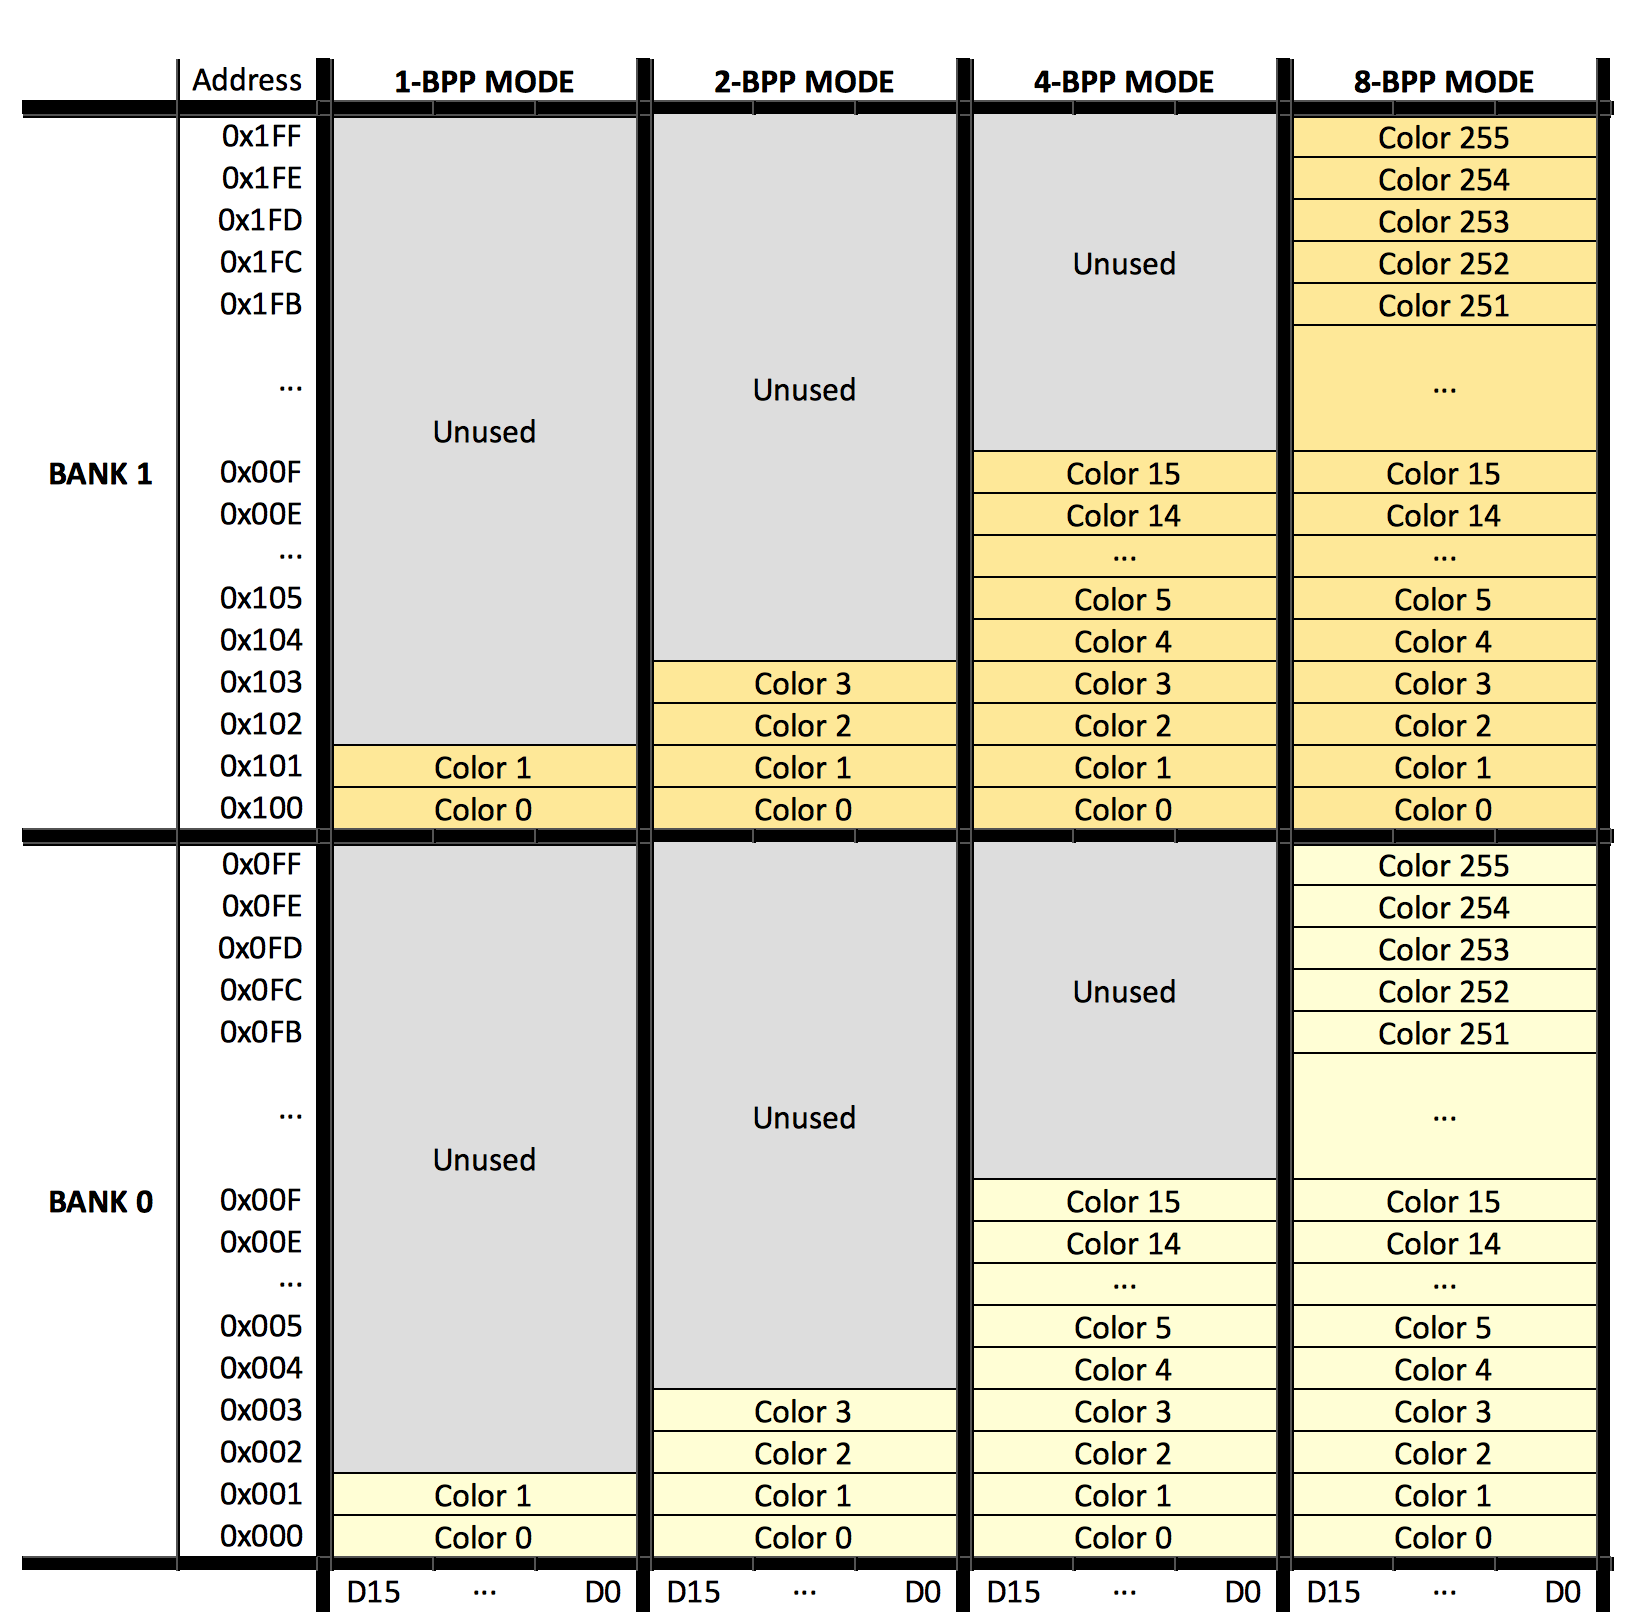 Address 1-BPP MODE 2-BPP MODE 4-BPP MODE 8-BPP MODE
0x1FF Color 255
0x1FE Color 254
0x1FD Color 253
0x1FC Unused Color 252
0x1FB Color 251
... Unused ...
Unused
BANK 1 0x00F Color 15 Color 15
0x00E Color 14 Color 14
... ... ...
0x105 Color 5 Color 5
0x104 Color 4 Color 4
0x103 Color 3 Color 3 Color 3
0x102 Color 2 Color 2 Color 2
0x101 Color 1 Color 1 Color 1 Color 1
0x100 Color 0 Color 0 Color 0 Color 0
0x0FF Color 255
0x0FE Color 254
0x0FD Color 253
0x0FC Unused Color 252
0x0FB Color 251
... Unused ...
Unused
BANK 0 0x00F Color 15 Color 15
0x00E Color 14 Color 14
... ... ...
0x005 Color 5 Color 5
0x004 Color 4 Color 4
0x003 Color 3 Color 3 Color 3
0x002 Color 2 Color 2 Color 2
0x001 Color 1 Color 1 Color 1 Color 1
0x000 Color 0 Color 0 Color 0 Color 0
D15 ... D0 D15 ... D0 D15 ... D0 D15 ... D0